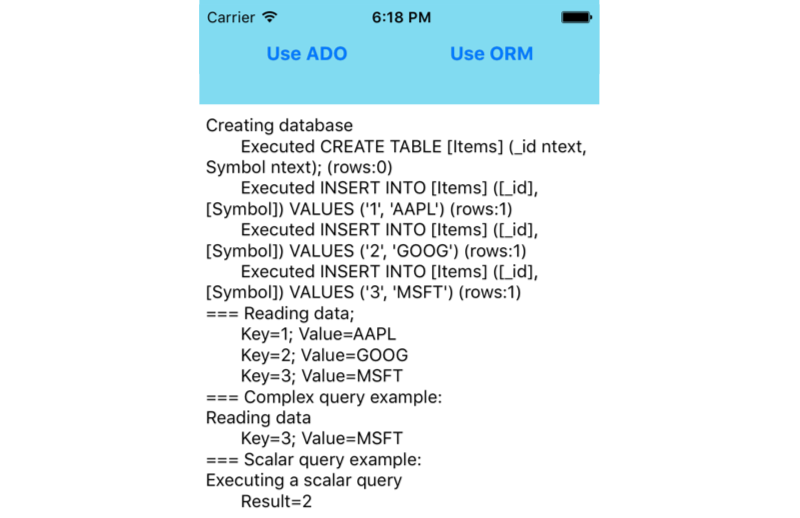 Carrier 6:18 PM
Use ADO Use ORM
Creating database
Executed CREATE TABLE [Items] (_id ntext,
Symbol ntext); (rows:0)
Executed INSERT INTO [Items] ([_id],
[Symbol]) VALUES ('1', 'AAPL') (rows:1)
Executed INSERT INTO [Items] ([_id],
[Symbol]) VALUES ('2', 'GOOG') (rows:1)
Executed INSERT INTO [Items] ([_id],
[Symbol]) VALUES ('3', 'MSFT') (rows:1)
=== Reading data;
Key=1; Value=AAPL
Key=2; Value=GOOG
Key=3; Value=MSFT
=== Complex query example:
Reading data
Key=3; Value=MSFT
=== Scalar query example:
Executing a scalar query
Result=2